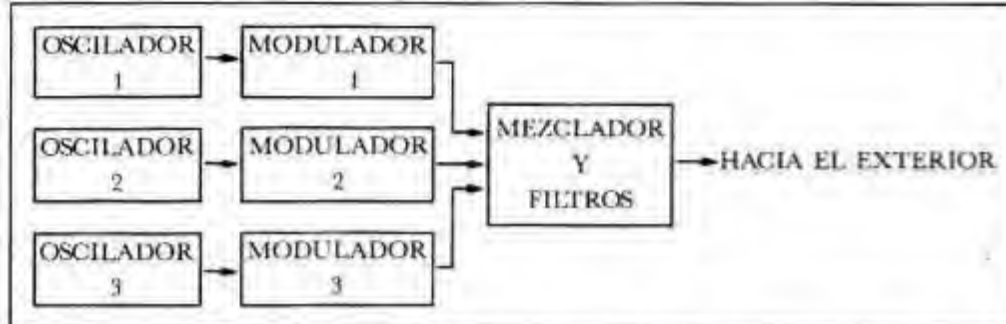 OSCILADOR
1
MODULADOR
1
OSCILADOR
2
MODULADOR
2
OSCILADOR
3
MODULADOR
3
MEZCLADOR
Y
FILTROS
HACIA EL EXTERIOR